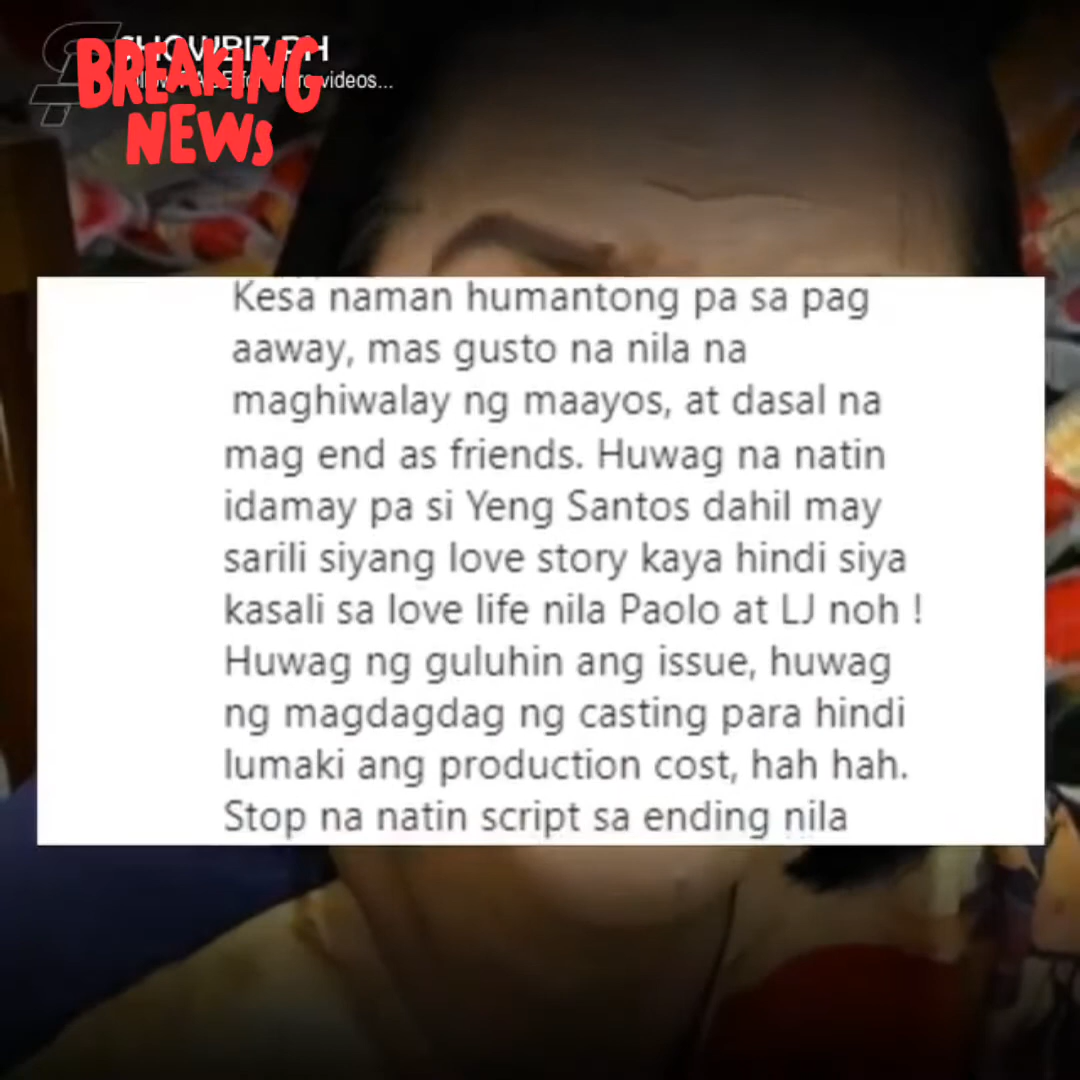 SHOWBIZ PH
BREAKING
NEWS
videos...
Kesa naman humantong pa sa pag
aaway, mas gusto na nila na
maghiwalay ng maayos, at dasal na
mag end as friends. Huwag na natin
idamay pa si Yeng Santos dahil may
sarili siyang love story kaya hindi siya
kasali sa love life nila Paolo at LJ noh !
Huwag ng guluhin ang issue, huwag
ng magdagdag ng casting para hindi
lumaki ang production cost, hah hah.
Stop na natin script sa ending nila